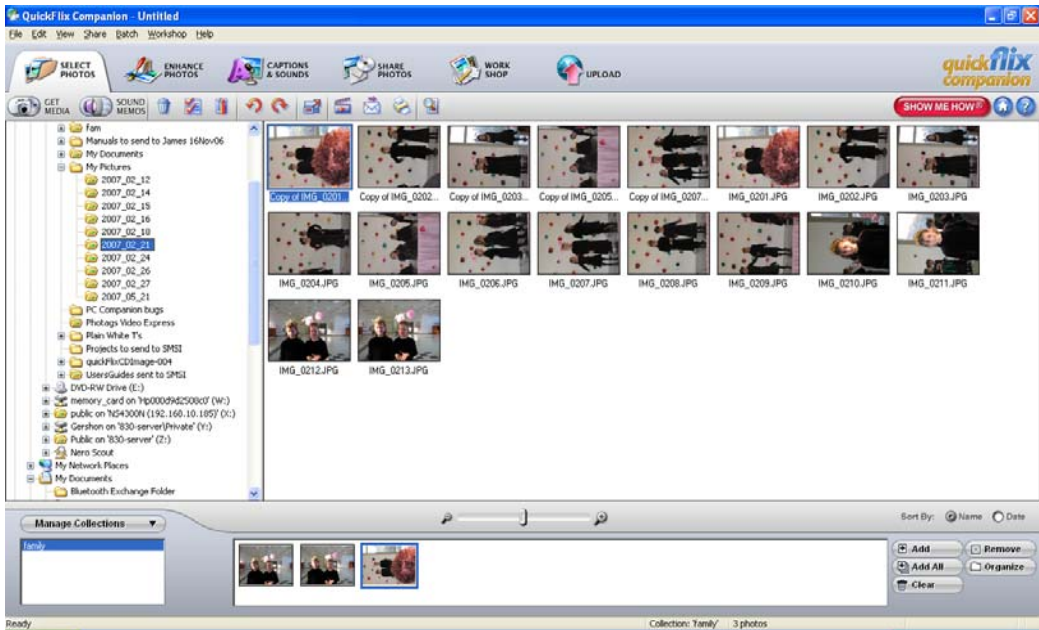 QuickFlix Companion - Untitled
File Edit View Share Batch Workshop Help
SELECT PHOTOS
ENHANCE PHOTOS
CAPTIONS & SOUNDS
SHARE PHOTOS
WORK SHOP
UPLOAD
quickflix companion
GET MEDIA
SOUND MEMOS
SHOW ME HOW
fam
Manuals to send to James 16Nov06
My Documents
My Pictures
2007_02_12
2007_02_14
2007_02_15
2007_02_16
2007_02_18
2007_02_21
2007_02_24
2007_02_26
2007_02_27
2007_05_21
PC Companion bugs
Photags Video Express
Plain White T's
Projects to send to SMSI
quickFlixCDImage-004
UsersGuides sent to SMSI
DVD-RW Drive (E:)
memory_card on 'Hp000d9d2508c0' (W:)
public on 'NS4300N (192.168.10.185)' (X:)
Gershon on '830-server\Private' (Y:)
Public on '830-server' (Z:)
Nero Scout
My Network Places
My Documents
Bluetooth Exchange Folder
Copy of IMG_0201... Copy of IMG_0202... Copy of IMG_0203... Copy of IMG_0205... Copy of IMG_0207... IMG_0201.JPG IMG_0202.JPG IMG_0203.JPG
IMG_0204.JPG IMG_0205.JPG IMG_0206.JPG IMG_0207.JPG IMG_0208.JPG IMG_0209.JPG IMG_0210.JPG IMG_0211.JPG
IMG_0212.JPG IMG_0213.JPG
Manage Collections
Sort By: Name Date
family
Add Remove
Add All Organize
Clear
Ready
Collection: 'family' 3 photos